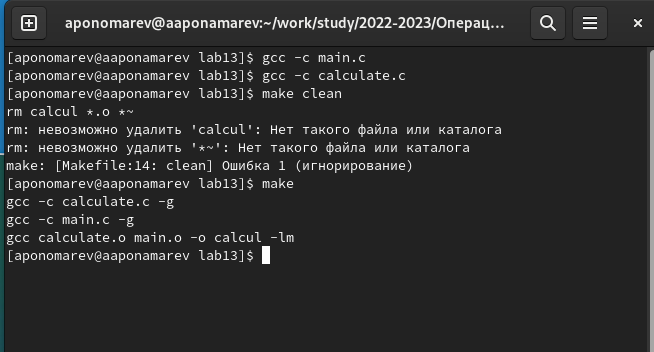 aponomarev@aaponamarev:~/work/study/2022-2023/Операц...
[aponomarev@aaponamarev lab13]$ gcc -c main.c
[aponomarev@aaponamarev lab13]$ gcc -c calculate.c
[aponomarev@aaponamarev lab13]$ make clean
rm calcul *.o *~
rm: невозможно удалить 'calcul': Нет такого файла или каталога
rm: невозможно удалить '*~': Нет такого файла или каталога
make: [Makefile:14: clean] Ошибка 1 (игнорирование)
[aponomarev@aaponamarev lab13]$ make
gcc -c calculate.c -g
gcc -c main.c -g
gcc calculate.o main.o -o calcul -lm
[aponomarev@aaponamarev lab13]$